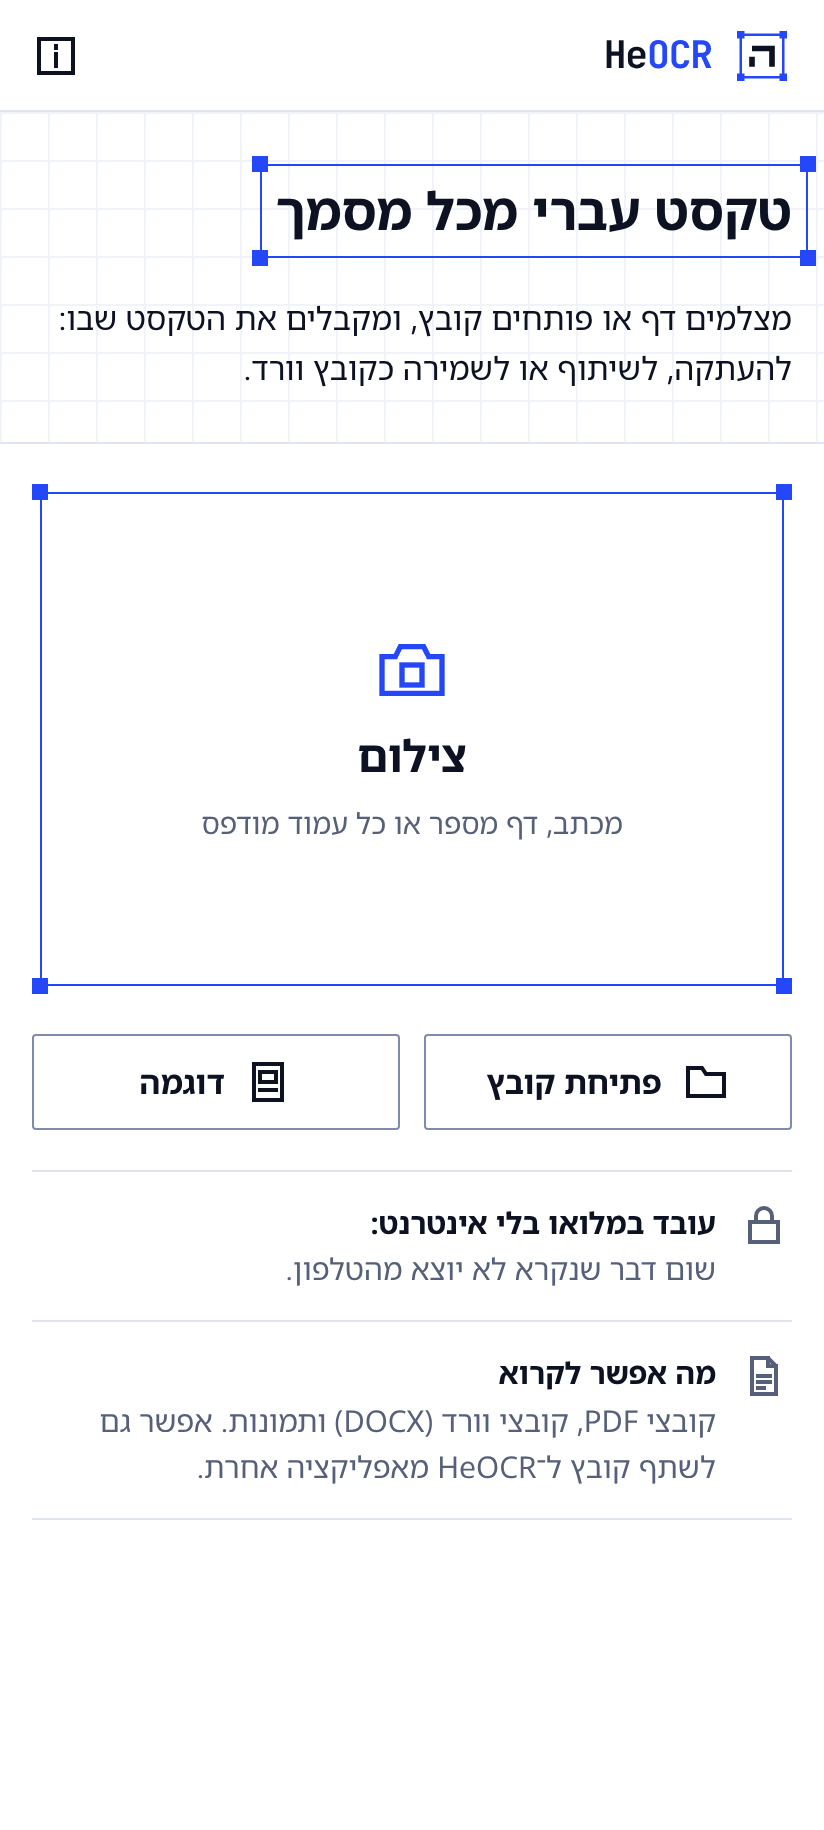 ה HeOCR
טקסט עברי מכל מסמך
מצלמים דף או פותחים קובץ, ומקבלים את הטקסט שבו:
להעתקה, לשיתוף או לשמירה כקובץ וורד.
צילום
מכתב, דף מספר או כל עמוד מודפס
פתיחת קובץ
דוגמה
עובד במלואו בלי אינטרנט:
שום דבר שנקרא לא יוצא מהטלפון.
מה אפשר לקרוא
קובצי PDF, קובצי וורד (DOCX) ותמונות. אפשר גם
לשתף קובץ ל־HeOCR מאפליקציה אחרת.